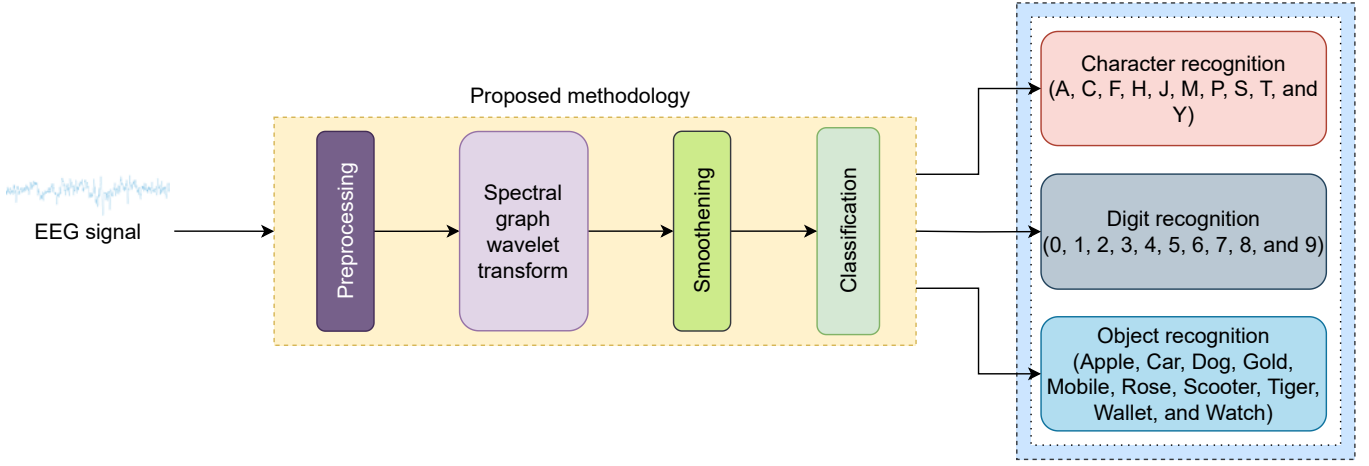 Proposed methodology
EEG signal
Preprocessing
Spectral
graph
wavelet
transform
Smoothening
Classification
Character recognition
(A, C, F, H, J, M, P, S, T, and
Y)
Digit recognition
(0, 1, 2, 3, 4, 5, 6, 7, 8, and 9)
Object recognition
(Apple, Car, Dog, Gold,
Mobile, Rose, Scooter, Tiger,
Wallet, and Watch)